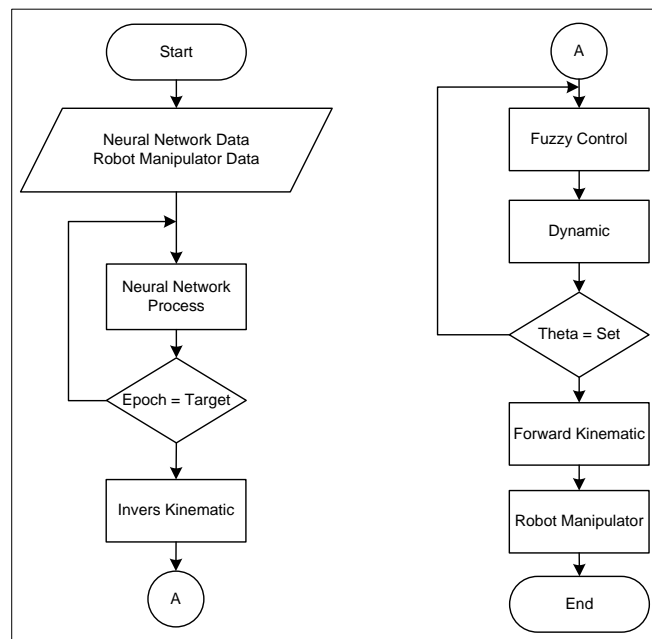 Start
Neural Network Data
Robot Manipulator Data
Neural Network
Process
Epoch = Target
Invers Kinematic
A
A
Fuzzy Control
Dynamic
Theta = Set
Forward Kinematic
Robot Manipulator
End